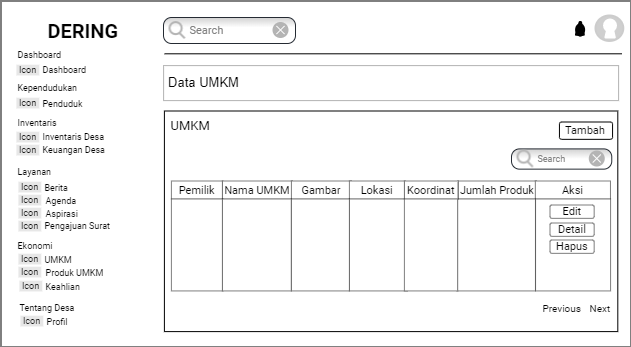 DERING
Search
Dashboard
Icon Dashboard
Kependudukan
Icon Penduduk
Inventaris
Icon Inventaris Desa
Icon Keuangan Desa
Layanan
Icon Berita
Icon Agenda
Icon Aspirasi
Icon Pengajuan Surat
Ekonomi
Icon UMKM
Icon Produk UMKM
Icon Keahlian
Tentang Desa
Icon Profil
Data UMKM
UMKM
Tambah
Search
Pemilik Nama UMKM Gambar Lokasi Koordinat Jumlah Produk Aksi
Edit
Detail
Hapus
Previous Next